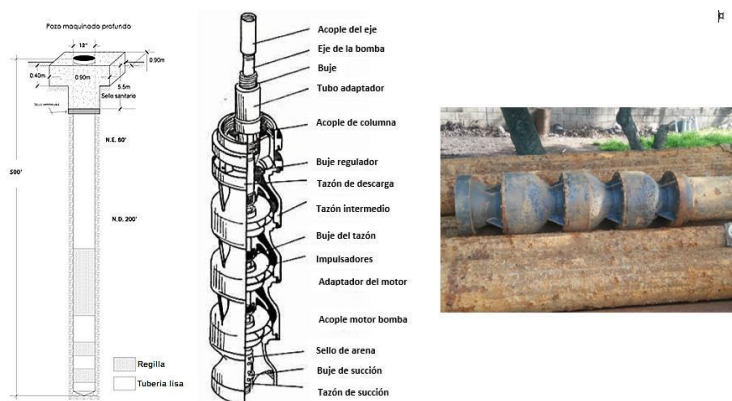 Pozo maquinado profundo
12"
0.90m
0.40m
0.90m
5.5m
Sello sanitario
N.E. 60'
500'
N.D. 200'
Regilla
Tubería lisa
Acople del eje
Eje de la bomba
Buje
Tubo adaptador
Acople de columna
Buje regulador
Tazón de descarga
Tazón intermedio
Buje del tazón
Impulsadores
Adaptador del motor
Acople motor bomba
Sello de arena
Buje de succión
Tazón de succión